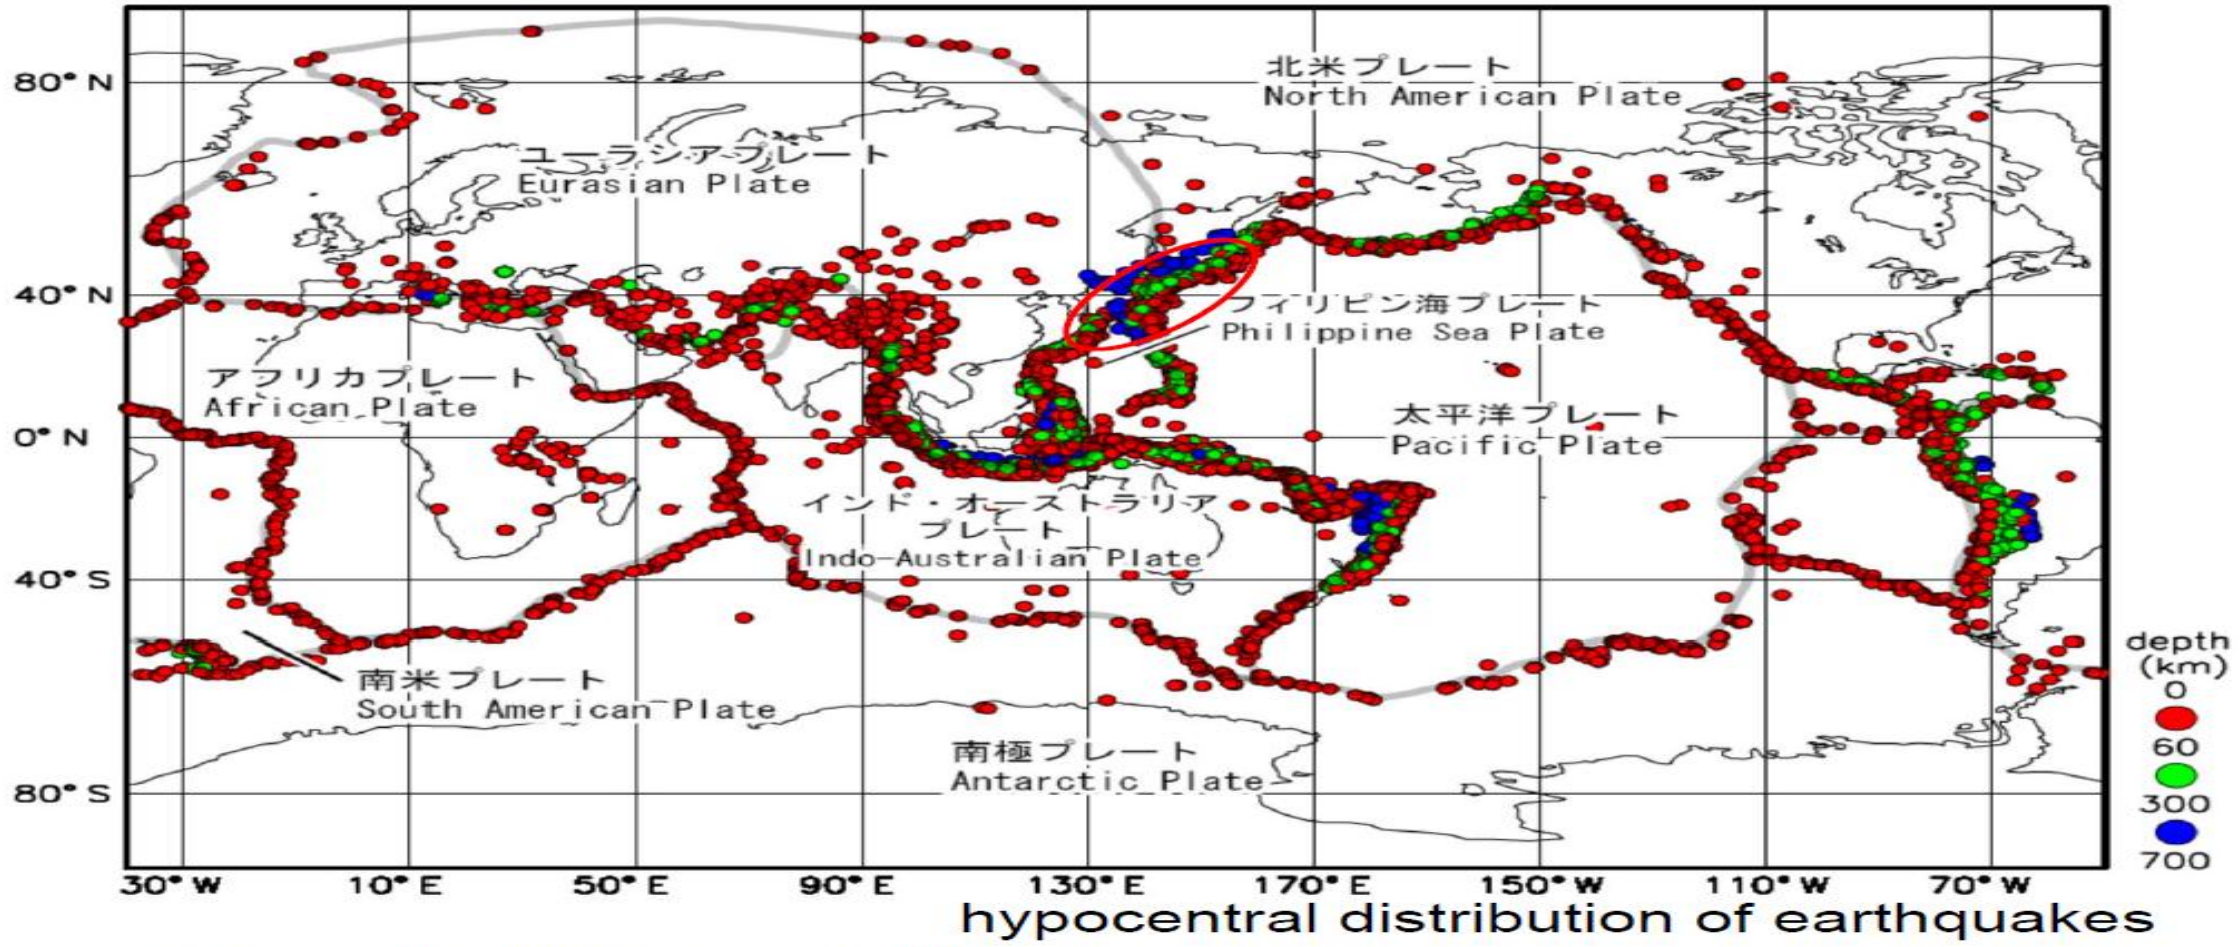 80°N
北米プレート
North American Plate
ユーラシアプレート
Eurasian Plate
40°N
フィリピン海プレート
Philippine Sea Plate
アフリカプレート
African Plate
太平洋プレート
Pacific Plate
0°N
インド・オーストラリア
プレート
Indo-Australian Plate
40°S
南米プレート
South American Plate
南極プレート
Antarctic Plate
80°S
depth
(km)
0
60
300
700
30°W 10°E 50°E 90°E 130°E 170°E 150°W 110°W 70°W
hypocentral distribution of earthquakes